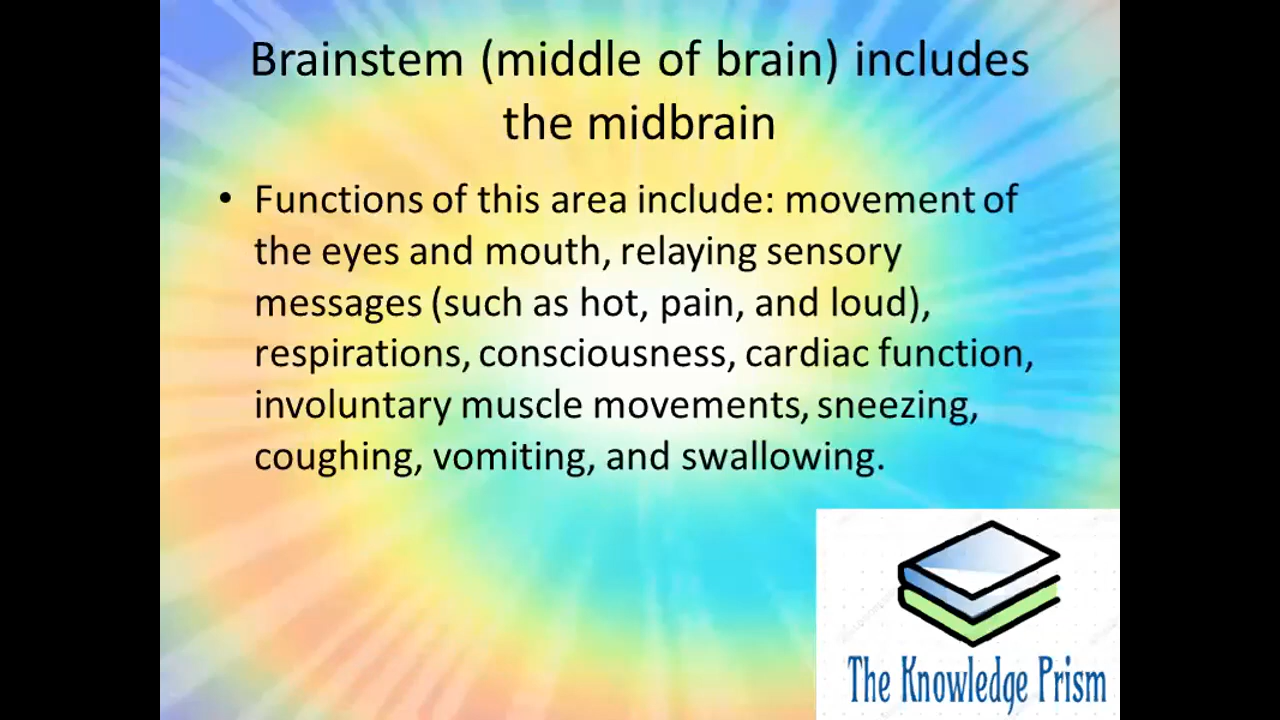 Brainstem (middle of brain) includes
the midbrain
• Functions of this area include: movement of
the eyes and mouth, relaying sensory
messages (such as hot, pain, and loud),
respirations, consciousness, cardiac function,
involuntary muscle movements, sneezing,
coughing, vomiting, and swallowing.
The Knowledge Prism